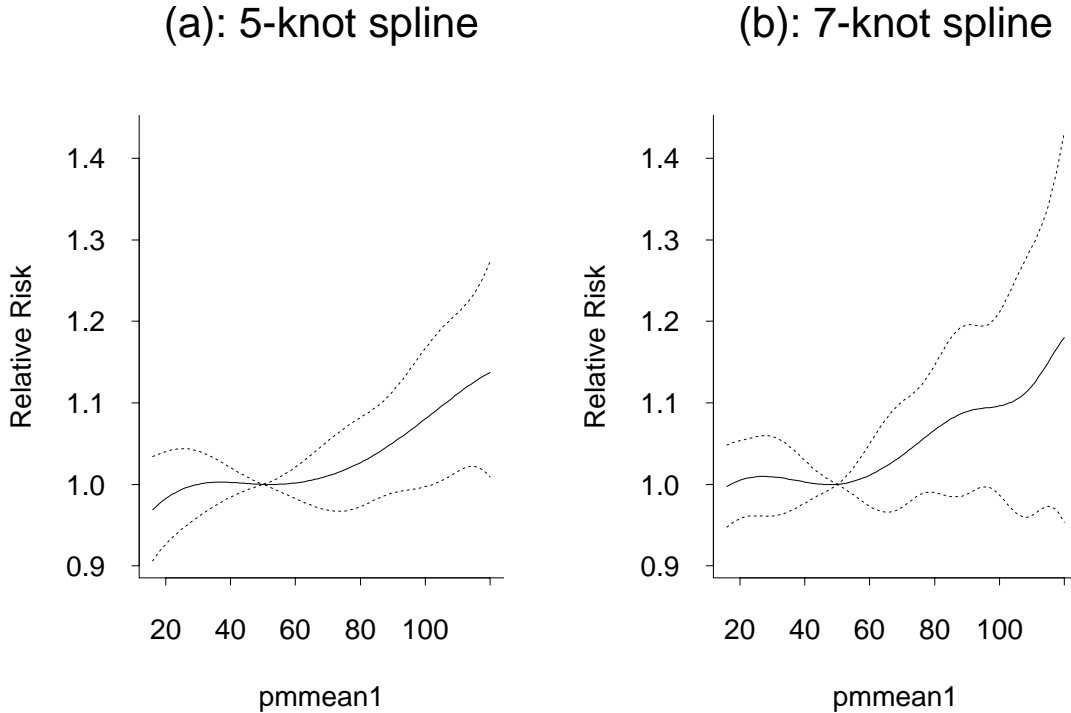 (a): 5-knot spline
Relative Risk
1.4
1.3
1.2
1.1
1.0
0.9
20 40 60 80 100
pmmean1
(b): 7-knot spline
Relative Risk
1.4
1.3
1.2
1.1
1.0
0.9
20 40 60 80 100
pmmean1